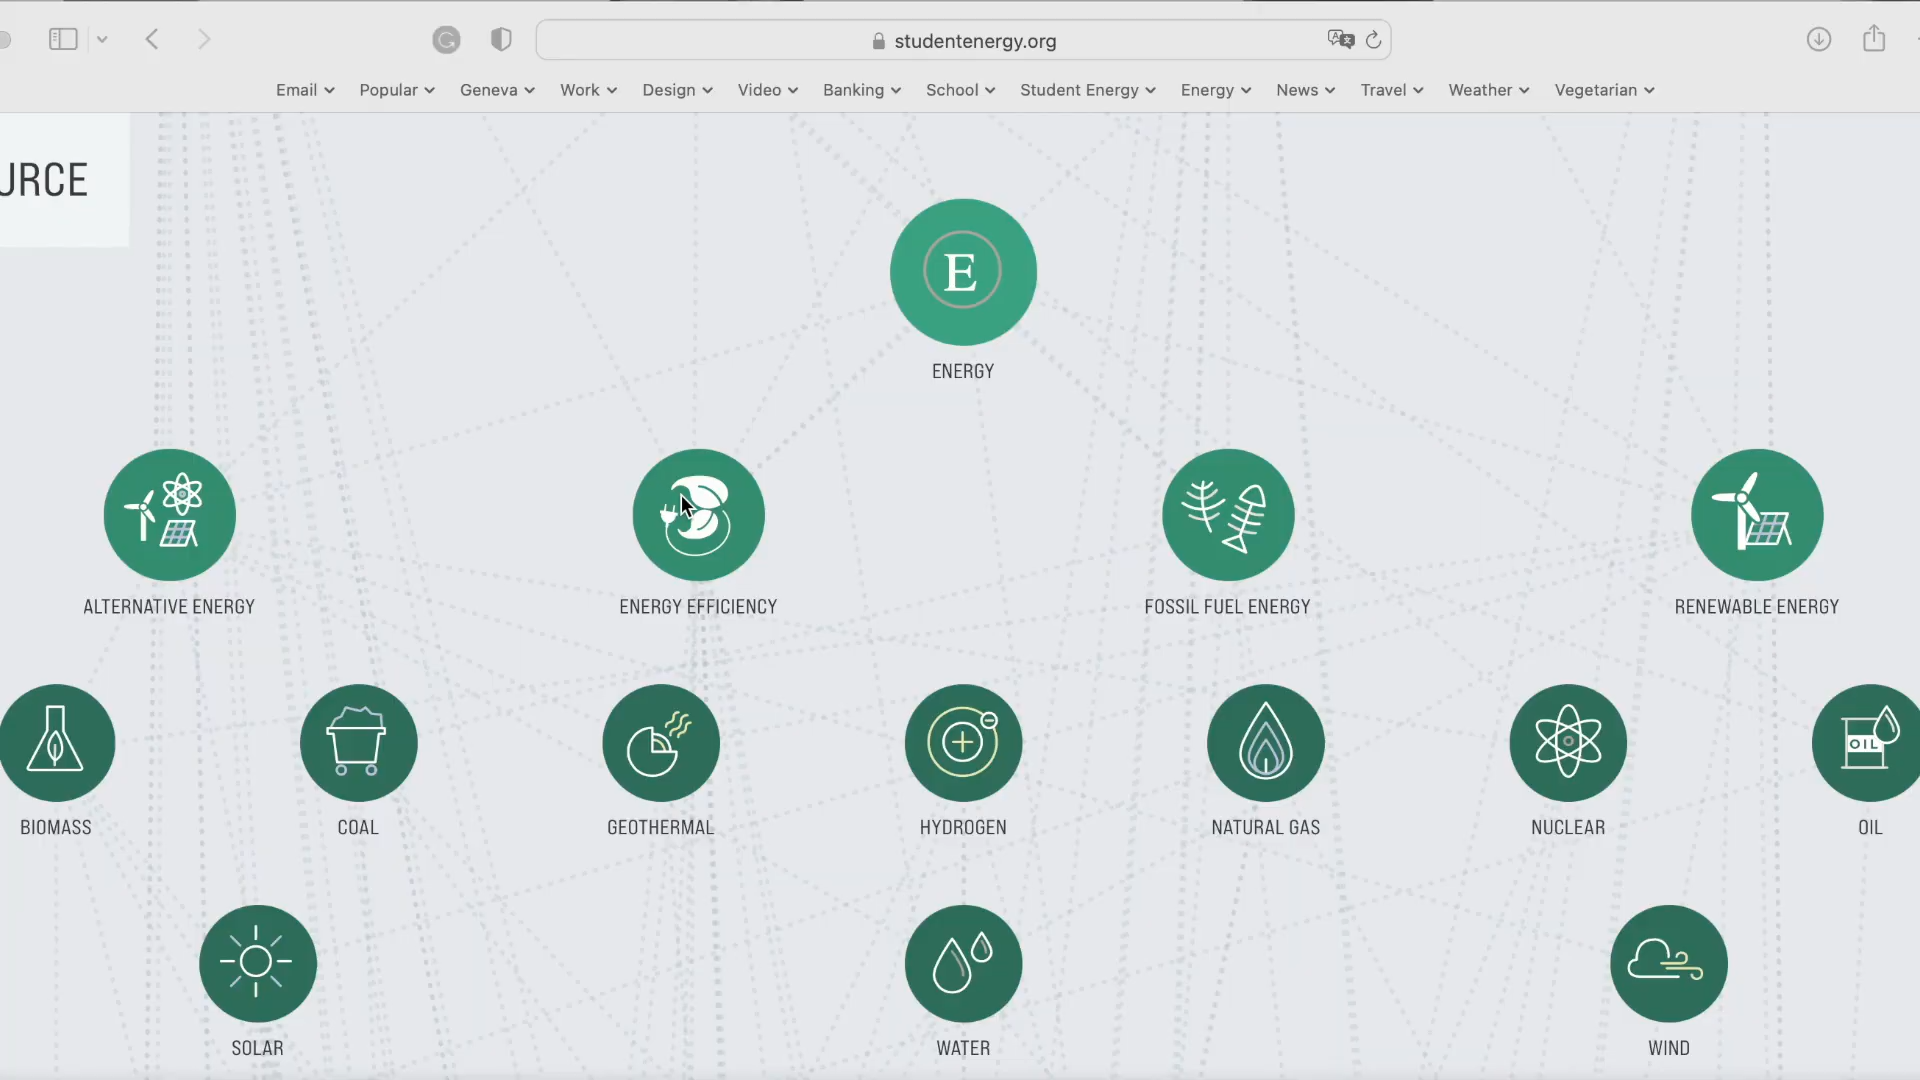 studentenergy.org
Email Popular Geneva Work Design Video Banking School Student Energy Energy News Travel Weather Vegetarian
URCE
E
ENERGY
ALTERNATIVE ENERGY ENERGY EFFICIENCY FOSSIL FUEL ENERGY RENEWABLE ENERGY
OIL
BIOMASS COAL GEOTHERMAL HYDROGEN NATURAL GAS NUCLEAR OIL
SOLAR WATER WIND